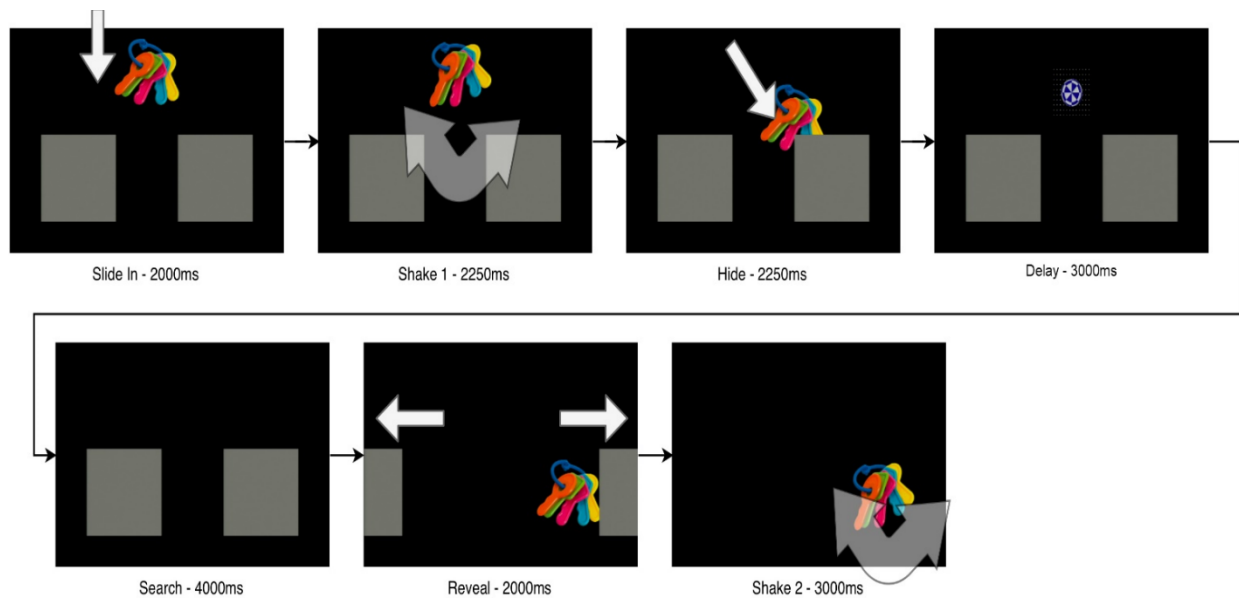 Slide In - 2000ms
Shake 1 - 2250ms
Hide - 2250ms
Delay - 3000ms
Search - 4000ms
Reveal - 2000ms
Shake 2 - 3000ms